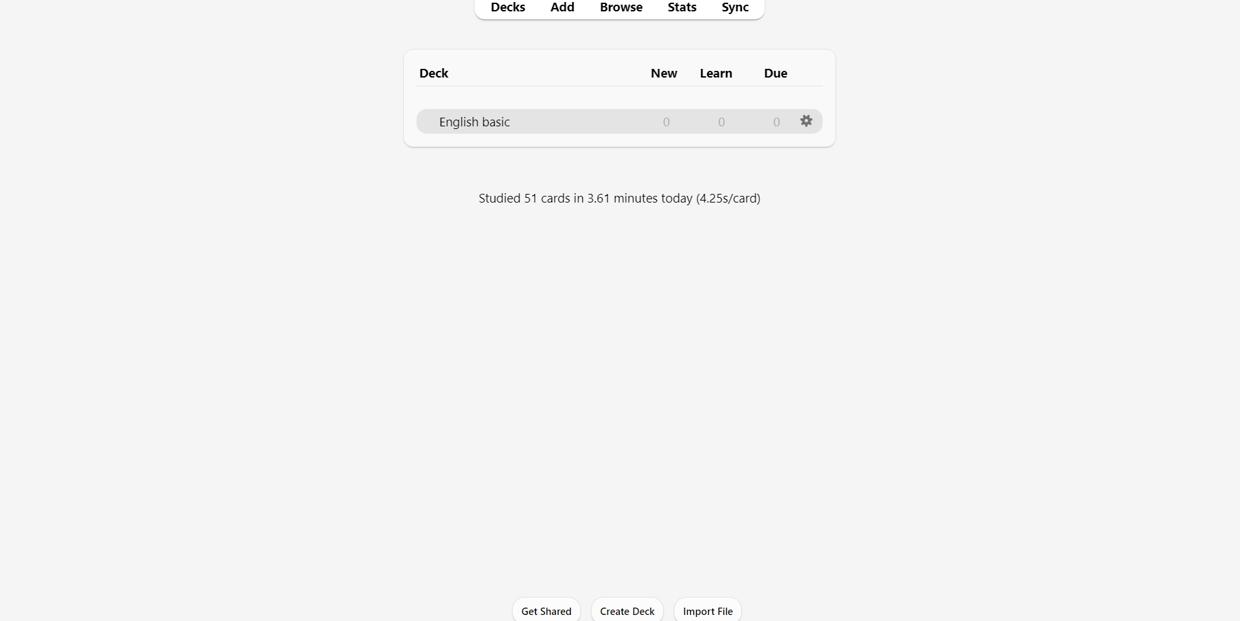 Decks Add Browse Stats Sync
Deck New Learn Due
English basic 0 0 0
Studied 51 cards in 3.61 minutes today (4.25s/card)
Get Shared Create Deck Import File